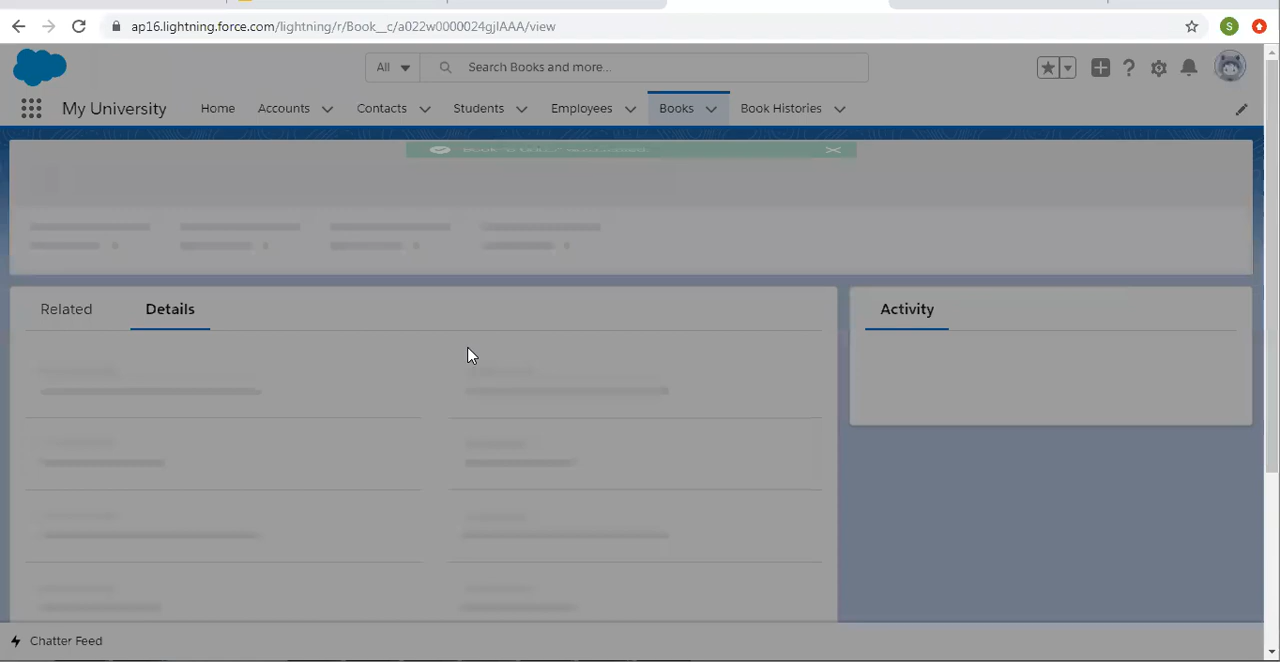 ap16.lightning.force.com/lightning/r/Book__c/a022w0000024gjIAAA/view
S
All Search Books and more...
My University Home Accounts Contacts Students Employees Books Book Histories
Related Details Activity
Chatter Feed